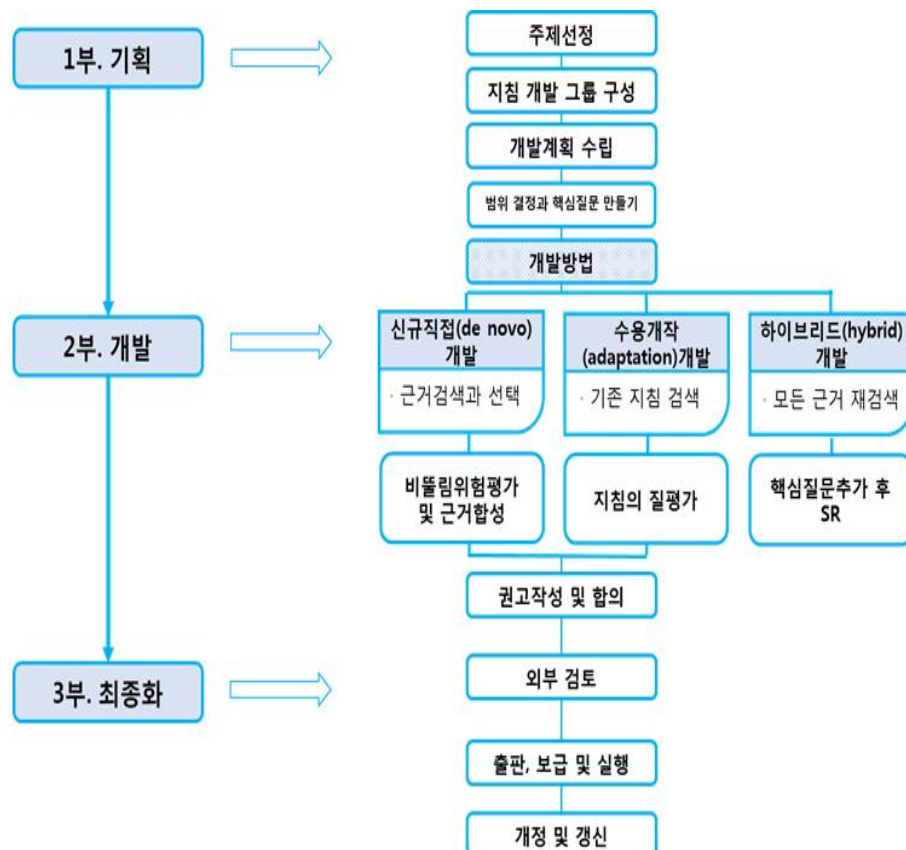 1부. 기획
주제선정
지침 개발 그룹 구성
개발계획 수립
범위 결정과 핵심질문 만들기
개발방법
2부. 개발
신규직접(de novo)
개발
· 근거검색과 선택
수용개작
(adaptation)개발
· 기존 지침 검색
하이브리드(hybrid)
개발
· 모든 근거 재검색
비뚤림위험평가
및 근거합성
지침의 질평가
핵심질문추가 후
SR
권고작성 및 합의
3부. 최종화
외부 검토
출판, 보급 및 실행
개정 및 갱신